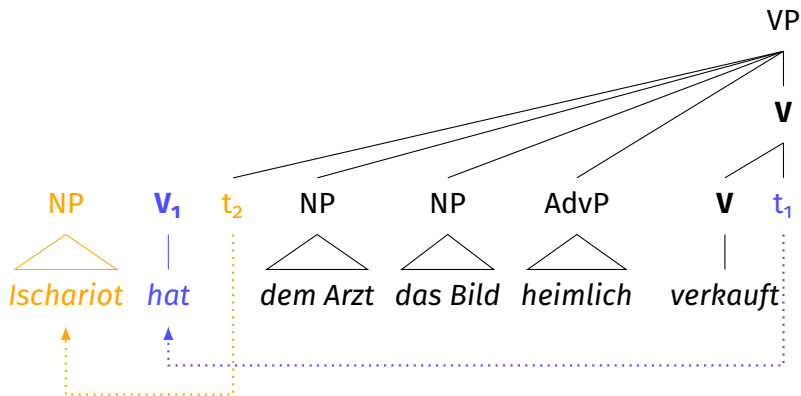 VP
V
NP V₁ t₂ NP NP AdvP V t₁
Ischariot hat dem Arzt das Bild heimlich verkauft